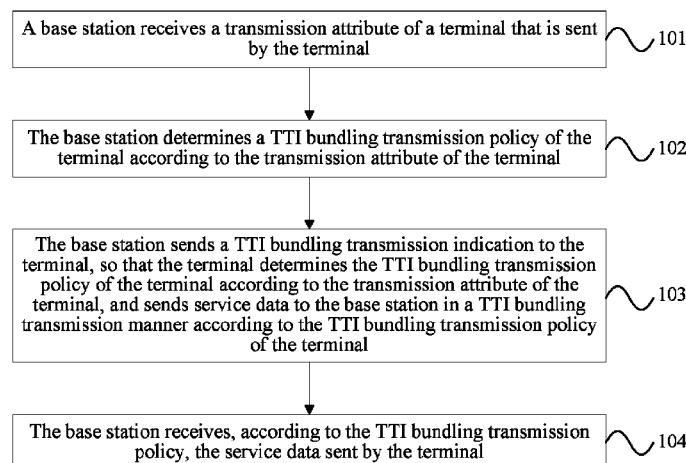 A base station receives a transmission attribute of a terminal that is sent
by the terminal
101
The base station determines a TTI bundling transmission policy of the
terminal according to the transmission attribute of the terminal
102
The base station sends a TTI bundling transmission indication to the
terminal, so that the terminal determines the TTI bundling transmission
policy of the terminal according to the transmission attribute of the
terminal, and sends service data to the base station in a TTI bundling
transmission manner according to the TTI bundling transmission policy
of the terminal
103
The base station receives, according to the TTI bundling transmission
policy, the service data sent by the terminal
104